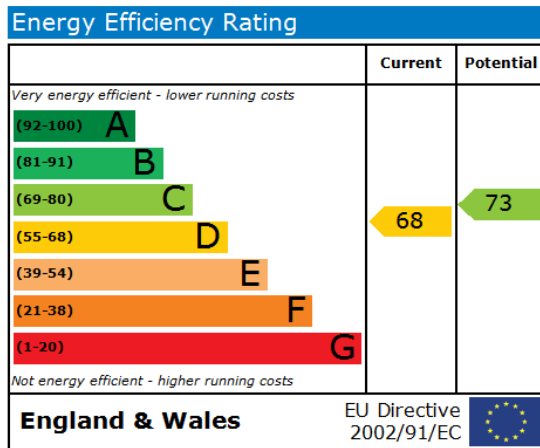 Energy Efficiency Rating
Current Potential
Very energy efficient - lower running costs
(92-100) A
(81-91) B
(69-80) C
73
(55-68) D
68
(39-54) E
(21-38) F
(1-20) G
Not energy efficient - higher running costs
England & Wales
EU Directive
2002/91/EC